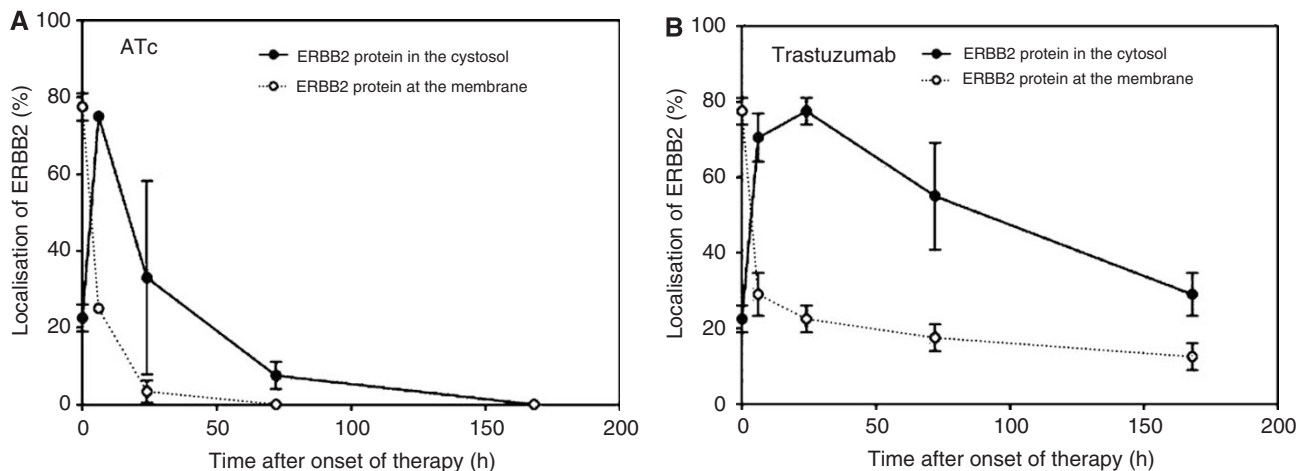 A
ATc
ERBB2 protein in the cystosol
ERBB2 protein at the membrane
Localisation of ERBB2 (%)
100
80
60
40
20
0
0 50 100 150 200
Time after onset of therapy (h)
B
Trastuzumab
ERBB2 protein in the cytosol
ERBB2 protein at the membrane
Localisation of ERBB2 (%)
100
80
60
40
20
0
0 50 100 150 200
Time after onset of therapy (h)